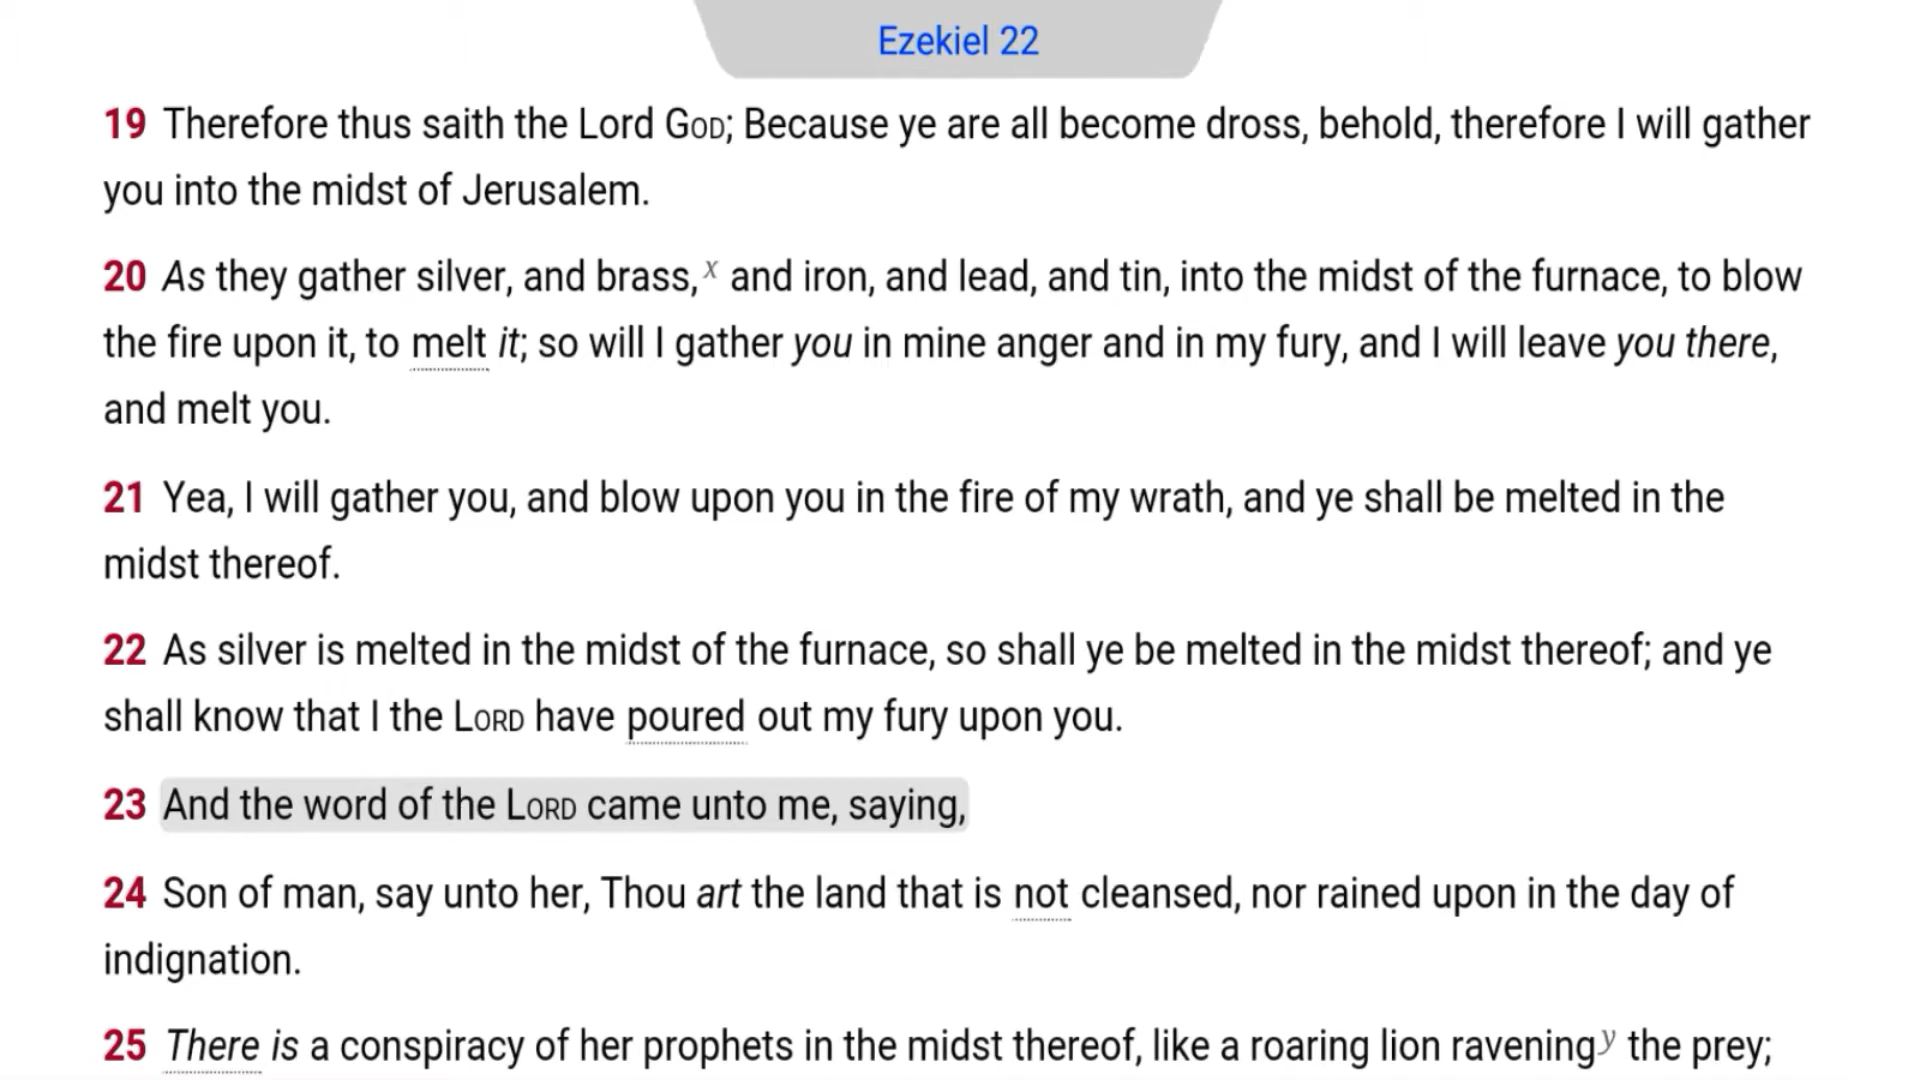 Ezekiel 22
19 Therefore thus saith the Lord GOD; Because ye are all become dross, behold, therefore I will gather
you into the midst of Jerusalem.
20 As they gather silver, and brass,x and iron, and lead, and tin, into the midst of the furnace, to blow
the fire upon it, to melt it; so will I gather you in mine anger and in my fury, and I will leave you there,
and melt you.
21 Yea, I will gather you, and blow upon you in the fire of my wrath, and ye shall be melted in the
midst thereof.
22 As silver is melted in the midst of the furnace, so shall ye be melted in the midst thereof; and ye
shall know that I the LORD have poured out my fury upon you.
23 And the word of the LORD came unto me, saying,
24 Son of man, say unto her, Thou art the land that is not cleansed, nor rained upon in the day of
indignation.
25 There is a conspiracy of her prophets in the midst thereof, like a roaring lion raveningy the prey;